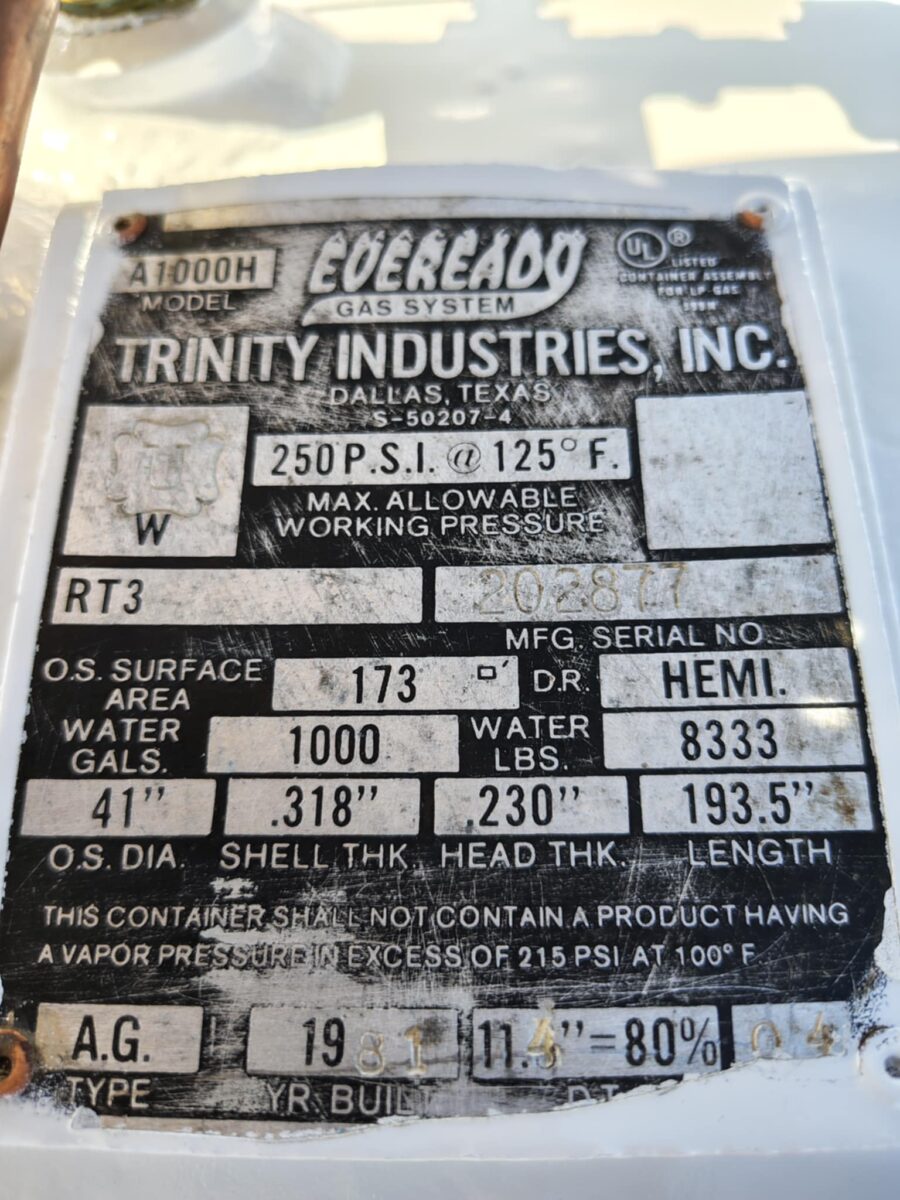 A1000H
MODEL
EVEREADY
GAS SYSTEM
UL ®
LISTED
CONTAINER ASSEMBLY
FOR LP-GAS
TRINITY INDUSTRIES, INC.
DALLAS, TEXAS
S-50207-4
W
250 P.S.I. @ 125° F.
MAX. ALLOWABLE
WORKING PRESSURE
RT3
202877
MFG. SERIAL NO.
O.S. SURFACE
AREA
173 □'
D.R.
HEMI.
WATER
GALS.
1000
WATER
LBS.
8333
41" .318" .230" 193.5"
O.S. DIA. SHELL THK. HEAD THK. LENGTH
THIS CONTAINER SHALL NOT CONTAIN A PRODUCT HAVING
A VAPOR PRESSURE IN EXCESS OF 215 PSI AT 100° F.
A.G. 1981 11.4"=80% 04
TYPE YR. BUILT D.T.